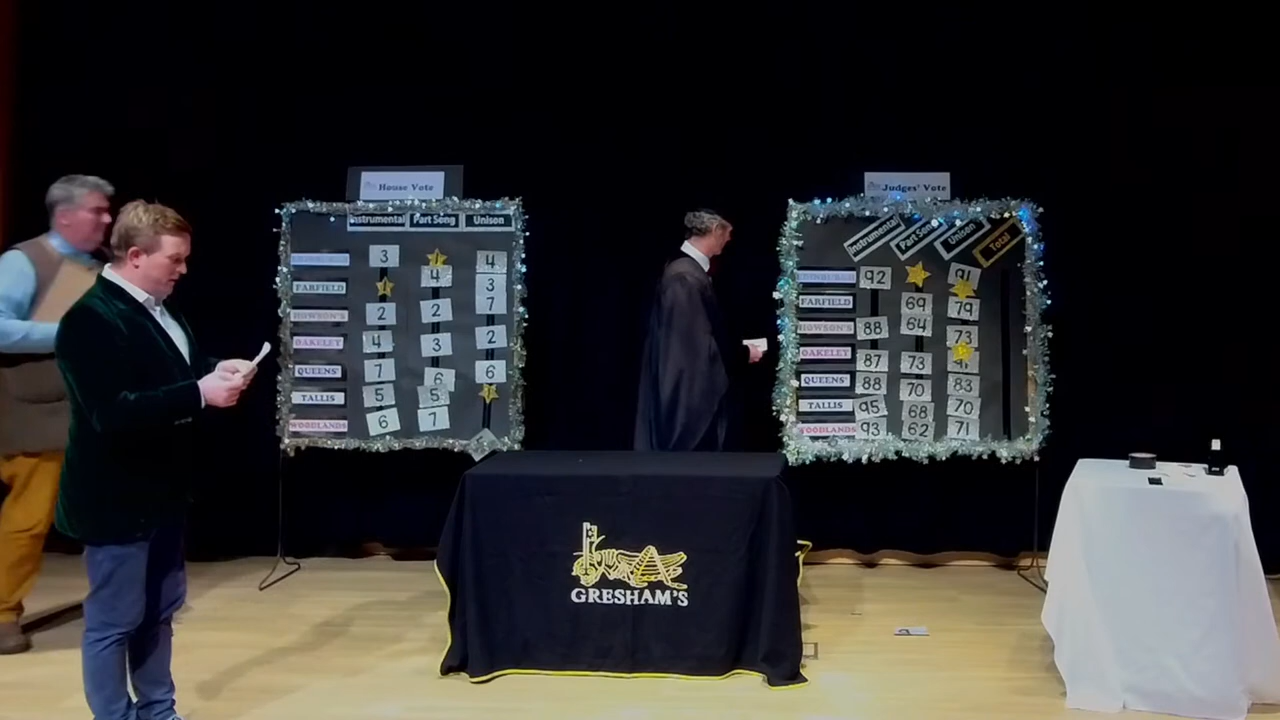 House Vote
Instrumental Part Song Unison
3 4
FARFIELD 4 3
HOWSON'S 2 2 7
OAKELEY 4 3 2
QUEENS' 7 6 6
TALLIS 5 5
WOODLANDS 6 7
Judges' Vote
Instrumental Part Song Unison Total
92 91
FARFIELD 69 79
HOWSON'S 88 64 73
OAKELEY 87 73
QUEENS' 88 70 83
TALLIS 95 68 70
WOODLANDS 93 62 71
GRESHAM'S